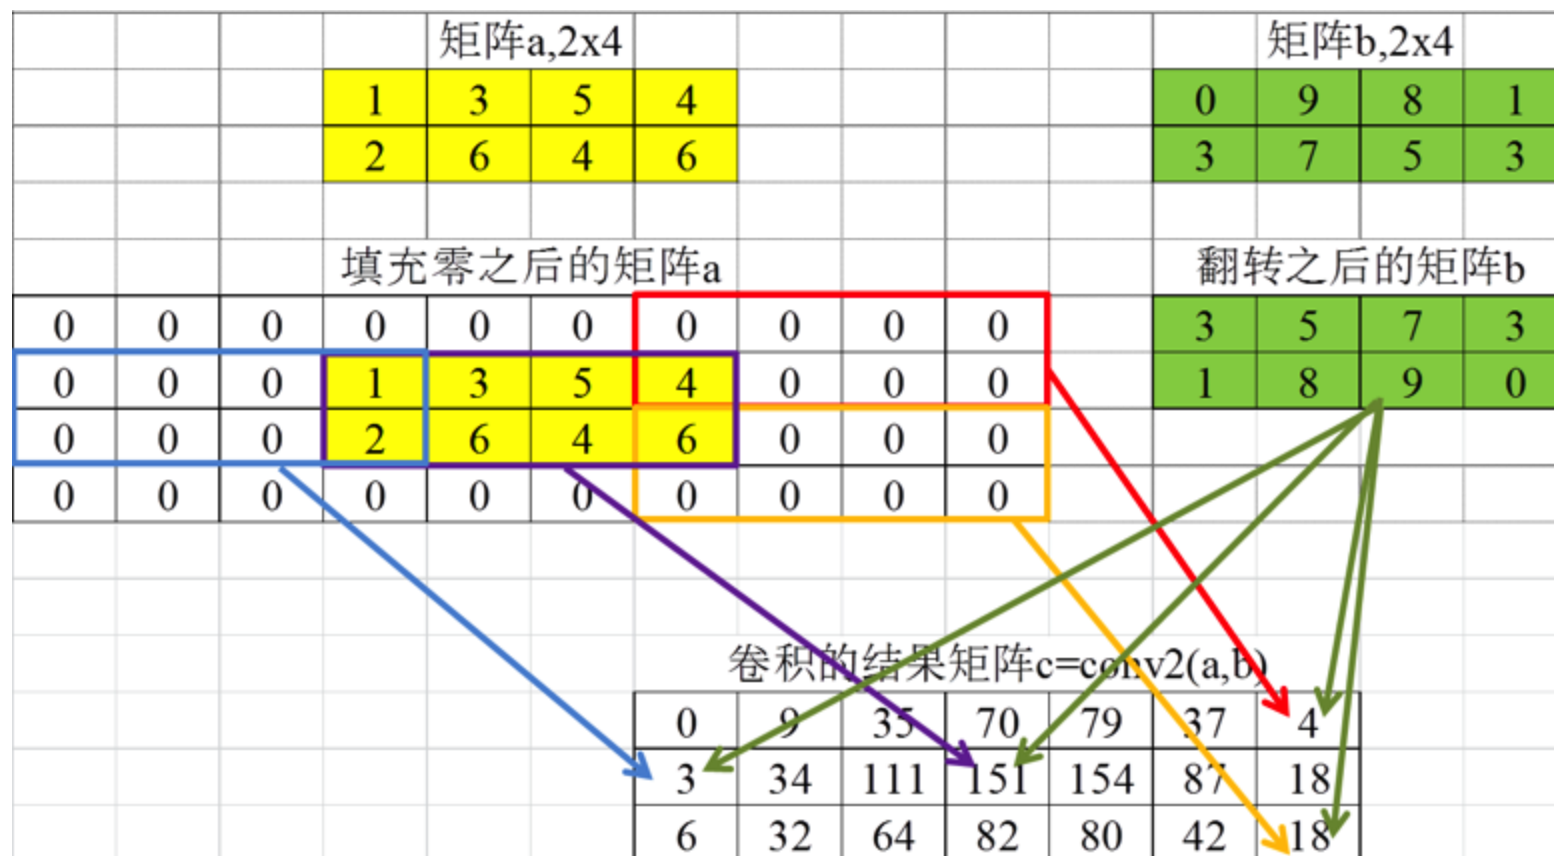 矩阵a,2x4 矩阵b,2x4
1 3 5 4 0 9 8 1
2 6 4 6 3 7 5 3
填充零之后的矩阵a 翻转之后的矩阵b
0 0 0 0 0 0 0 0 0 0 3 5 7 3
0 0 0 1 3 5 4 0 0 0 1 8 9 0
0 0 0 2 6 4 6 0 0 0
0 0 0 0 0 0 0 0 0 0
卷积的结果矩阵c=conv2(a,b)
0 9 35 70 79 37 4
3 34 111 151 154 87 18
6 32 64 82 80 42 18